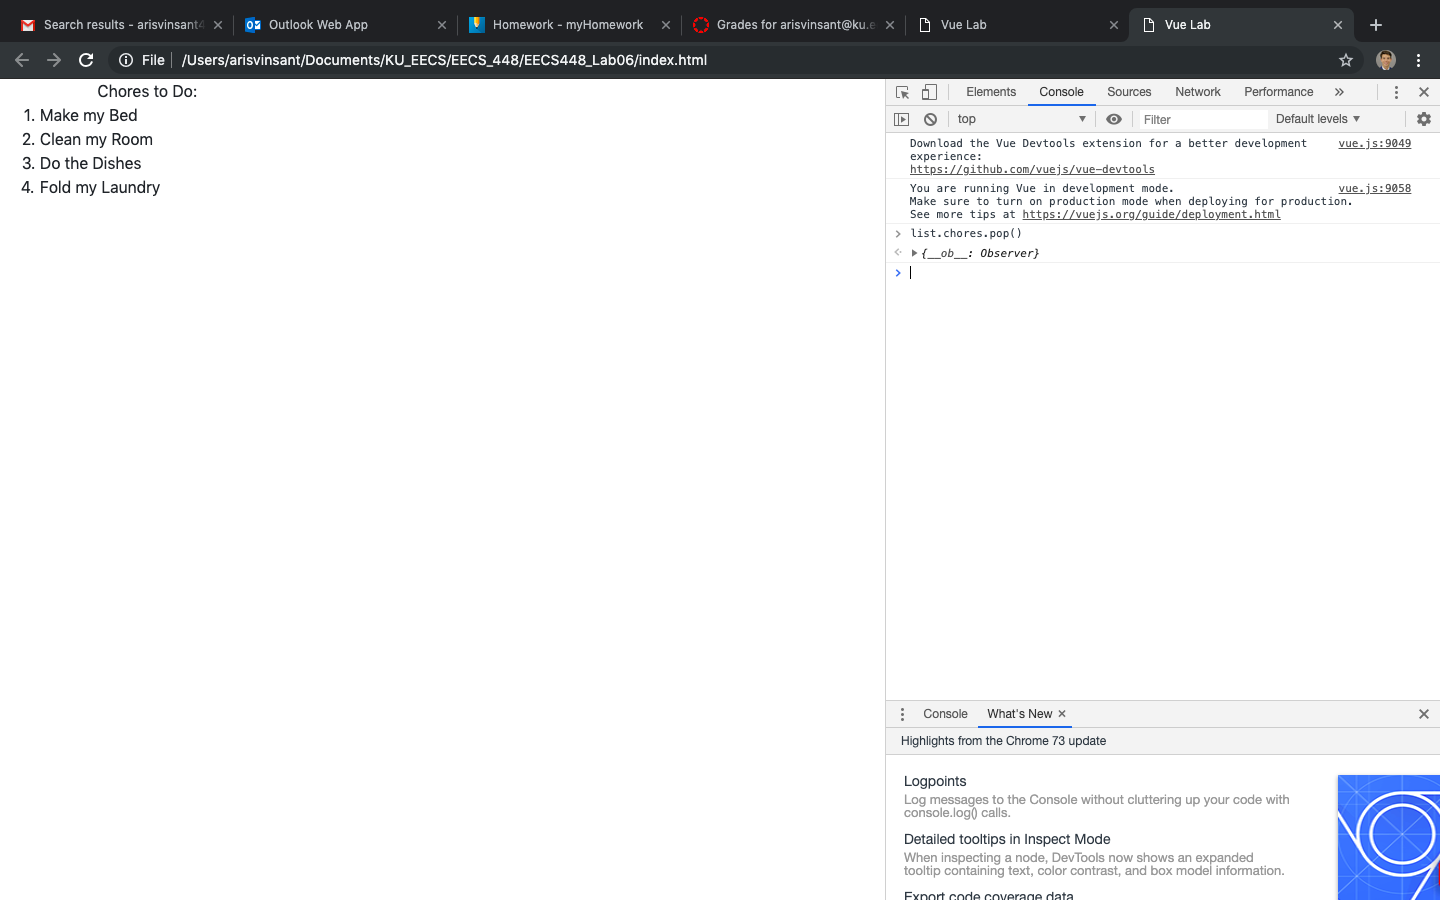 Search results - arisvinsant4
Outlook Web App
Homework - myHomework
Grades for arisvinsant@ku.e
Vue Lab
Vue Lab
File
/Users/arisvinsant/Documents/KU_EECS/EECS_448/EECS448_Lab06/index.html
Chores to Do:
1. Make my Bed
2. Clean my Room
3. Do the Dishes
4. Fold my Laundry
Elements Console Sources Network Performance »
top Filter Default levels
Download the Vue Devtools extension for a better development vue.js:9049
experience:
https://github.com/vuejs/vue-devtools
You are running Vue in development mode. vue.js:9058
Make sure to turn on production mode when deploying for production.
See more tips at https://vuejs.org/guide/deployment.html
> list.chores.pop()
{__ob__: Observer}
>
Console What's New
Highlights from the Chrome 73 update
Logpoints
Log messages to the Console without cluttering up your code with
console.log() calls.
Detailed tooltips in Inspect Mode
When inspecting a node, DevTools now shows an expanded
tooltip containing text, color contrast, and box model information.
Export code coverage data